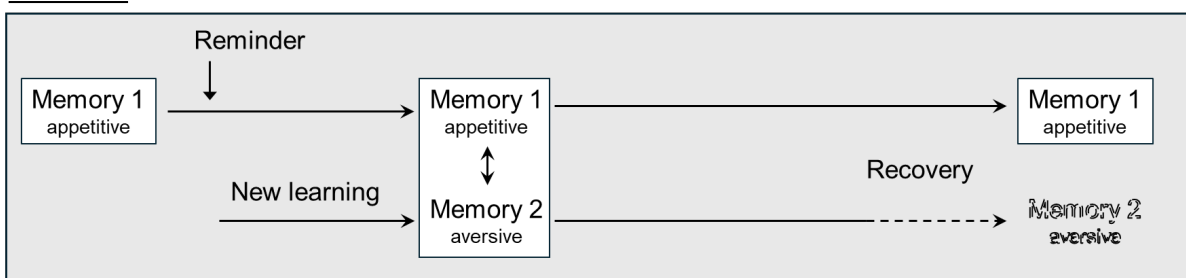 Reminder
Memory 1
appetitive
Memory 1
appetitive
Memory 1
appetitive
New learning
Memory 2
aversive
Recovery
Memory 2
aversive